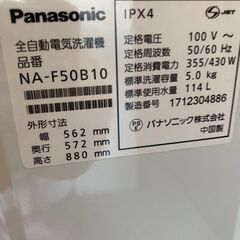 Panasonic
全自動電気洗濯機
品番
NA-F50B10
外形寸法
幅 562 mm
奥行 572 mm
高さ 880 mm
IPX4
JET
定格電圧 100 V～
定格周波数 50/60 Hz
定格消費電力 355/430 W
標準洗濯容量 5.0 kg
標準使用水量 114 L
製造番号 1712304886
PS E
パナソニック株式会社
中国製